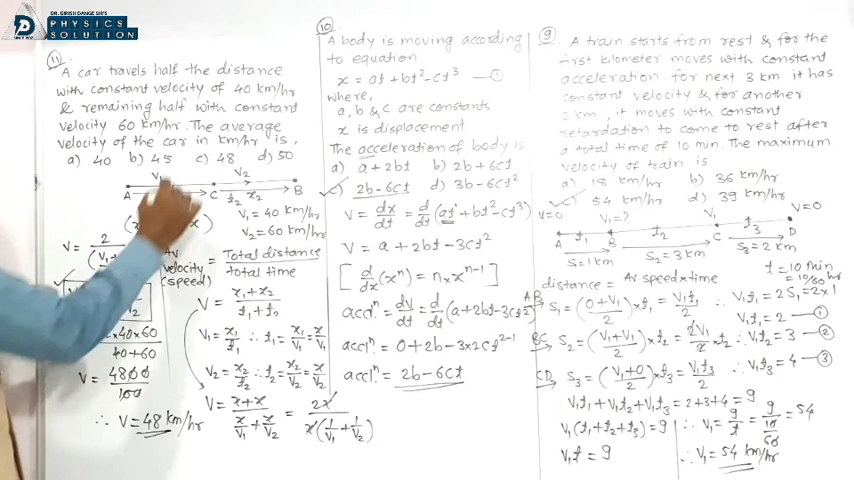 DR. GIRISH DANGE SIR'S
PHYSICS
SOLUTION
11
A car travels half the distance
with constant velocity of 40 km/hr
& remaining half with constant
velocity 60 km/hr. The average
velocity of the car in km/hr is,
a) 40 b) 45 c) 48 d) 50
V₂
A C t₂ x₂ B
V₁ = 40 km/hr
V₂ = 60 km/hr
V = 2
velocity (speed) = Total distance / total time
V = x₁+x₂ / t₁+t₂
V₁ = x₁/t₁ ∴ t₁ = x₁/V₁ = x/V₁
V₂ = x₂/t₂ ∴ t₂ = x₂/V₂ = x/V₂
V = x+x / (x/V₁ + x/V₂) = 2x / x(1/V₁ + 1/V₂)
×40×60 / 40+60
V = 4800 / 100
∴ V = 48 km/hr
10
A body is moving according
to equation
x = at + bt² - ct³ —①
where,
a, b & c are constants
x is displacement
The acceleration of body is
a) a + 2bt b) 2b + 6ct
c) 2b - 6ct d) 3b - 6ct²
V = dx/dt = d/dt (at + bt² - ct³)
V = a + 2bt - 3ct²
[d/dt (xⁿ) = n×xⁿ⁻¹]
accⁿ. = dV/dt = d/dt (a + 2bt - 3ct²)
accⁿ. = 0 + 2b - 3×2ct²⁻¹
accⁿ. = 2b - 6ct
9
A train starts from rest & for the
first kilometer moves with constant
acceleration. for next 3 km it has
constant velocity & for another
2 km, it moves with constant
retardation to come to rest after
a total time of 10 min. The maximum
velocity of train is
a) 18 km/hr b) 36 km/hr
c) 54 km/hr d) 39 km/hr
V=0 V₁=? V₁ V=0
A t₁ B t₂ C t₃ D
S₁=1km S₂=3km S₃=2km
t = 10 min
= 10/60 hr
distance = Av. speed × time
AB S₁ = (0+V₁/2) × t₁ = V₁t₁/2 ∴ V₁t₁ = 2S₁ = 2×1
V₁t₁ = 2 —①
BC S₂ = (V₁+V₁/2) × t₂ = 2V₁/2 × t₂ ∴ V₁t₂ = 3 —②
CD S₃ = (V₁+0/2) × t₃ = V₁t₃/2 ∴ V₁t₃ = 4 —③
V₁t₁ + V₁t₂ + V₁t₃ = 2+3+4 = 9
V₁(t₁+t₂+t₃) = 9 ∴ V₁ = 9/t = 9/(10/60) = 54
V₁t = 9 ∴ V₁ = 54 km/hr